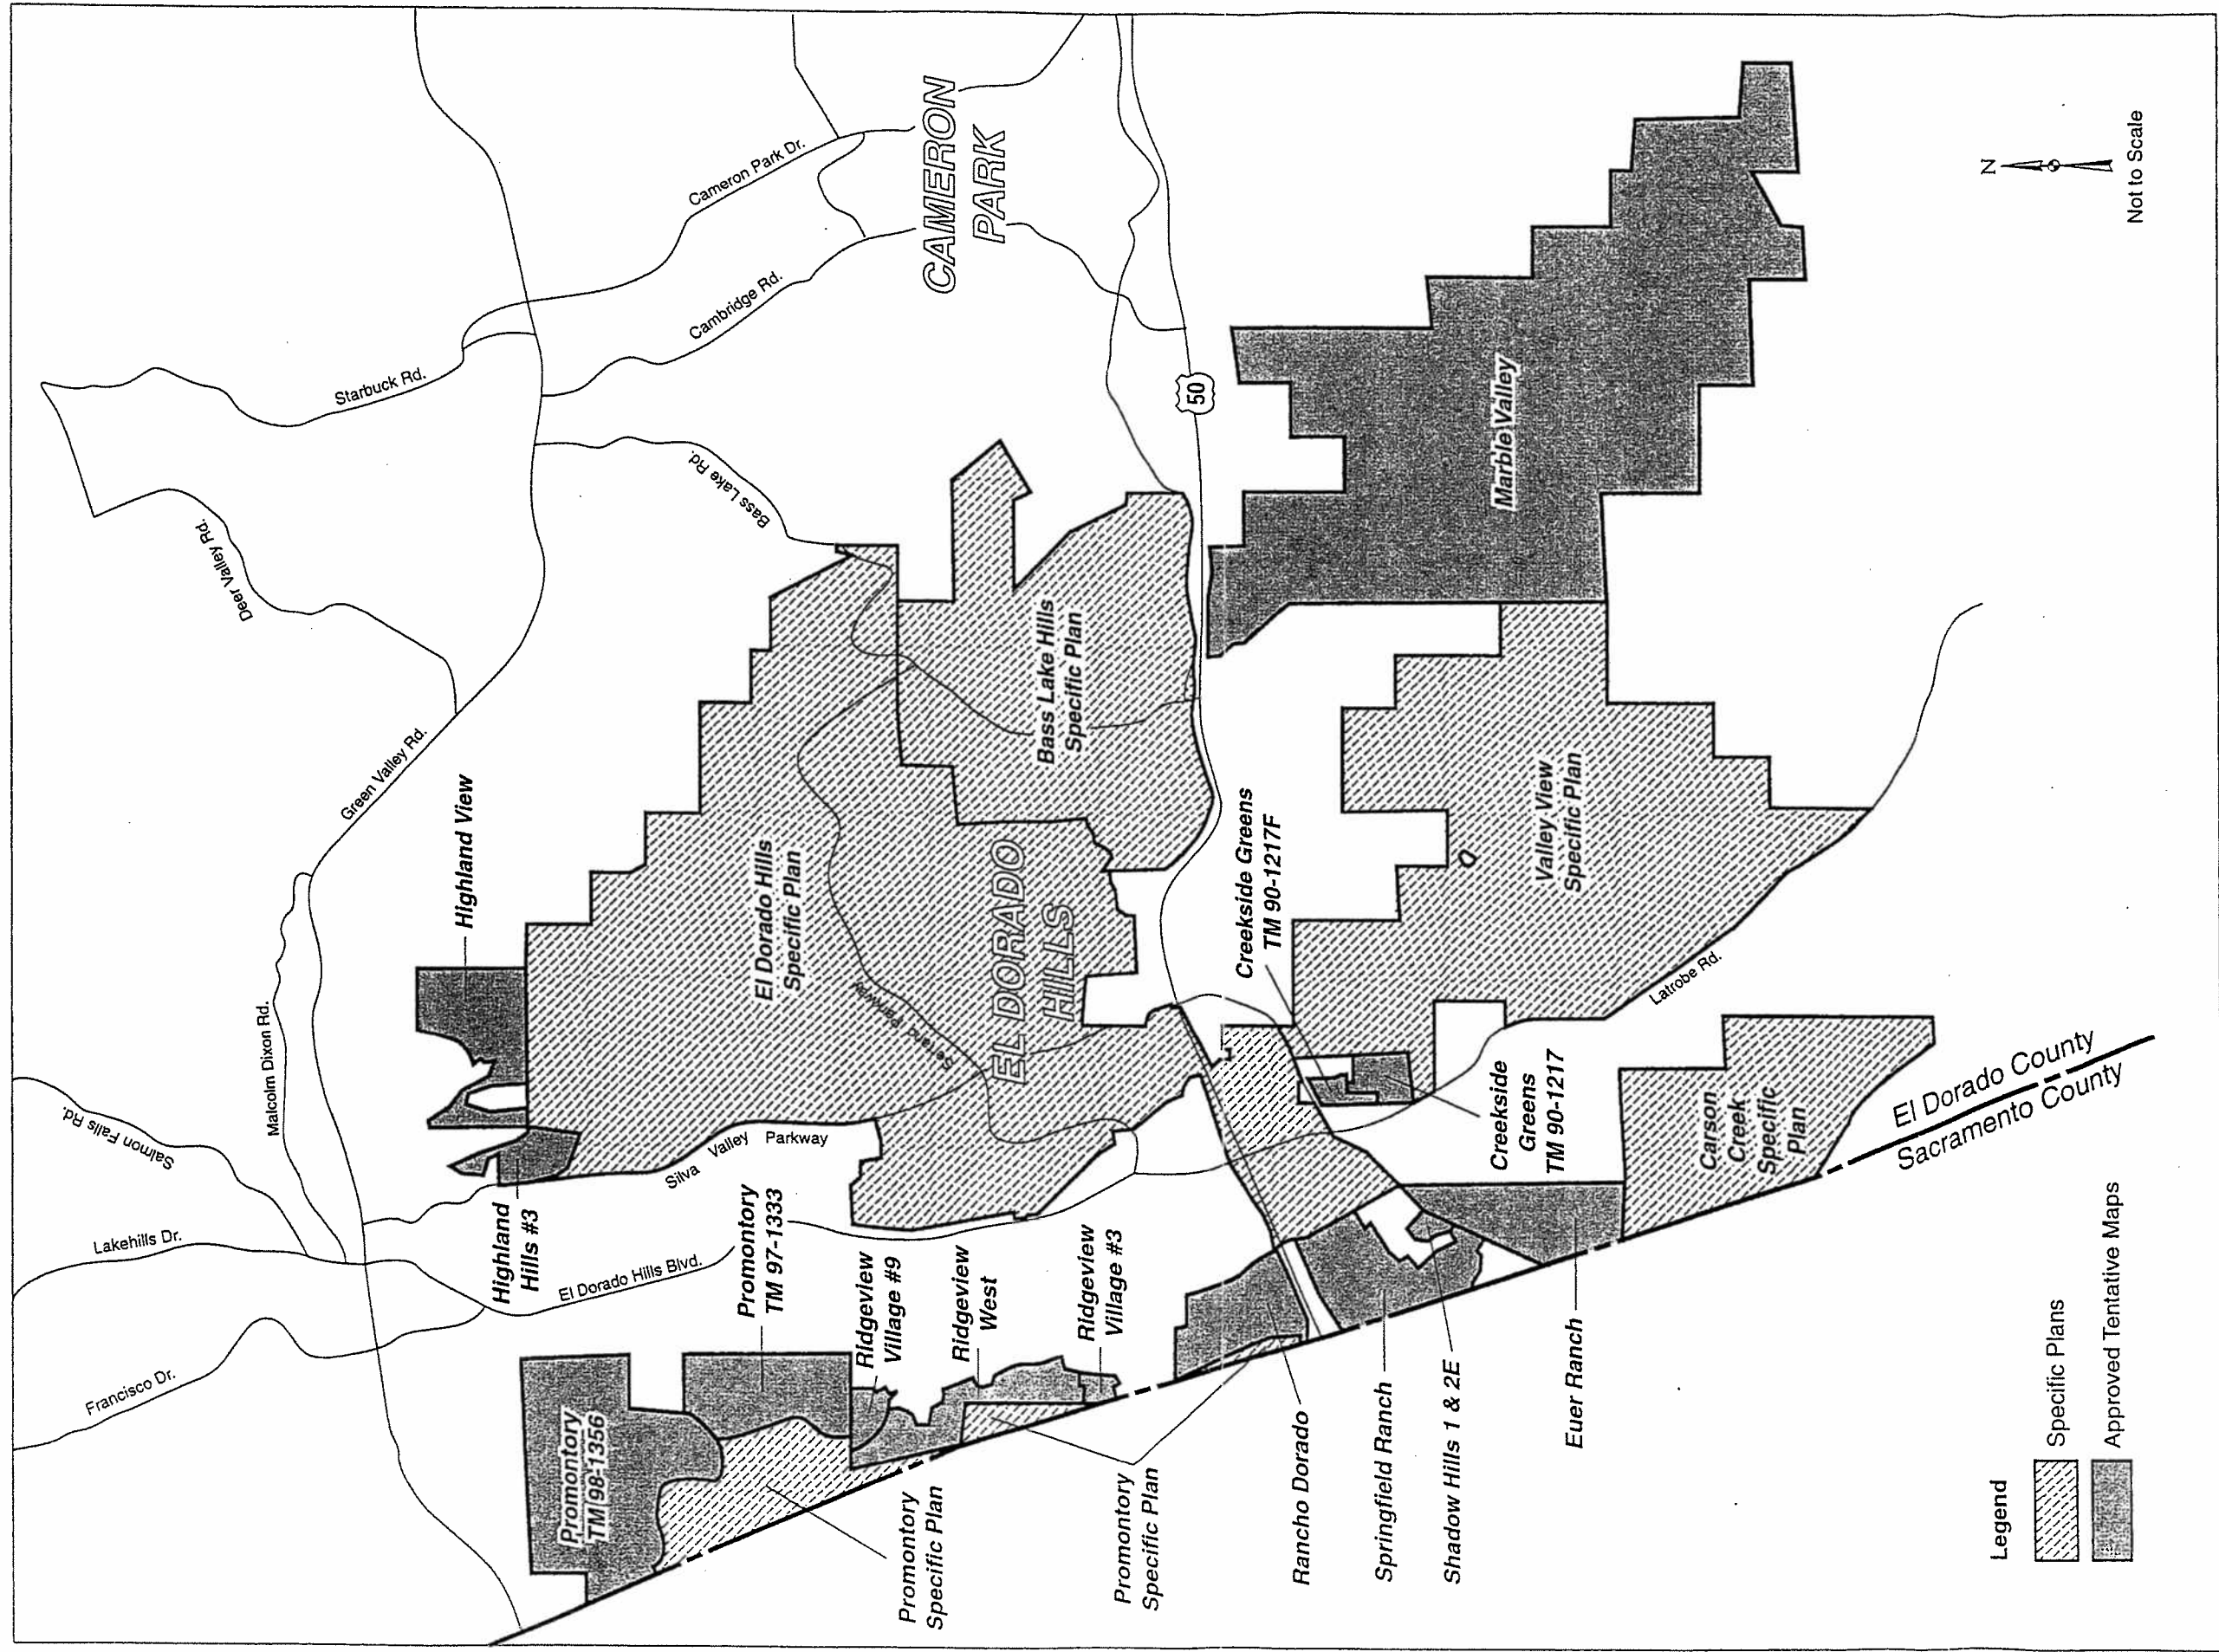 Salmon Falls Rd.
Lakehills Dr.
Francisco Dr.
Malcolm Dixon Rd.
Green Valley Rd.
Deer Valley Rd.
Starbuck Rd.
Cameron Park Dr.
Cambridge Rd.
Bass Lake Rd.
CAMERON
PARK
Highland View
Highland
Hills #3
Silva Valley Parkway
El Dorado Hills Blvd.
El Dorado Hills
Specific Plan
Serrano Parkway
EL DORADO
HILLS
Bass Lake Hills
Specific Plan
50
Promontory
TM 98-1356
Promontory
TM 97-1333
Ridgeview
Village #9
Ridgeview
West
Ridgeview
Village #3
Promontory
Specific Plan
Promontory
Specific Plan
Rancho Dorado
Springfield Ranch
Shadow Hills 1 & 2E
Euer Ranch
Creekside Greens
TM 90-1217F
Creekside
Greens
TM 90-1217
Marble Valley
Valley View
Specific Plan
Latrobe Rd.
Carson
Creek
Specific
Plan
El Dorado County
Sacramento County
N
Not to Scale
Legend
Specific Plans
Approved Tentative Maps